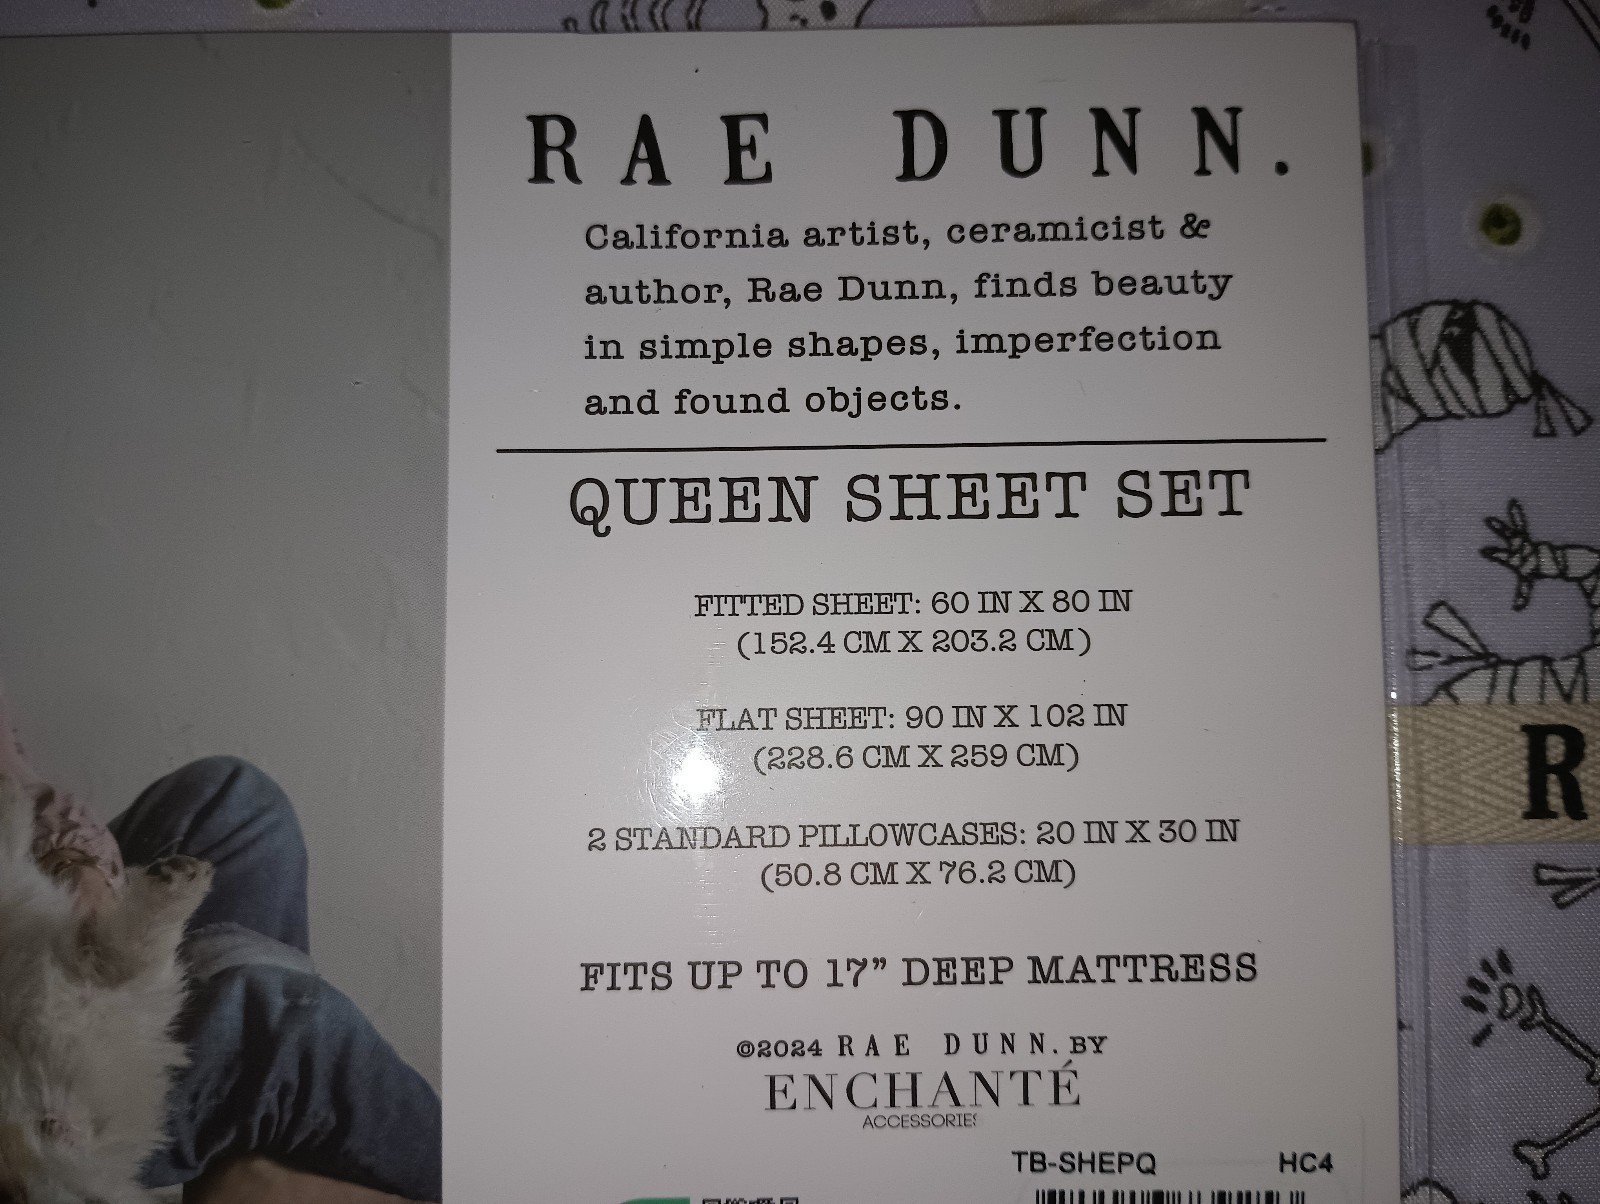 RAE DUNN.
California artist, ceramicist &
author, Rae Dunn, finds beauty
in simple shapes, imperfection
and found objects.
QUEEN SHEET SET
FITTED SHEET: 60 IN X 80 IN
(152.4 CM X 203.2 CM)
FLAT SHEET: 90 IN X 102 IN
(228.6 CM X 259 CM)
2 STANDARD PILLOWCASES: 20 IN X 30 IN
(50.8 CM X 76.2 CM)
FITS UP TO 17” DEEP MATTRESS
©2024 RAE DUNN. BY
ENCHANTÉ
ACCESSORIES
TB-SHEPQ HC4
R